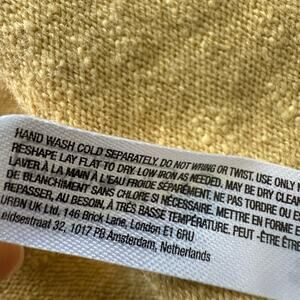 HAND WASH COLD SEPARATELY. DO NOT WRING OR TWIST. USE ONLY
RESHAPE LAY FLAT TO DRY. LOW IRON AS NEEDED. MAY BE DRY CLEAN
LAVER À LA MAIN À L'EAU FROIDE SÉPARÉMENT. NE PAS TORDRE OU
DE BLANCHIMENT SANS CHLORE SI NÉCESSAIRE. METTRE EN FORME E
REPASSER, AU BESOIN, À TRÈS BASSE TEMPÉRATURE. PEUT -ÊTRE ÊTRE
URBN UK Ltd, 146 Brick Lane, London E1 6RU
eidsestraat 32, 1017 PB Amsterdam, Netherlands